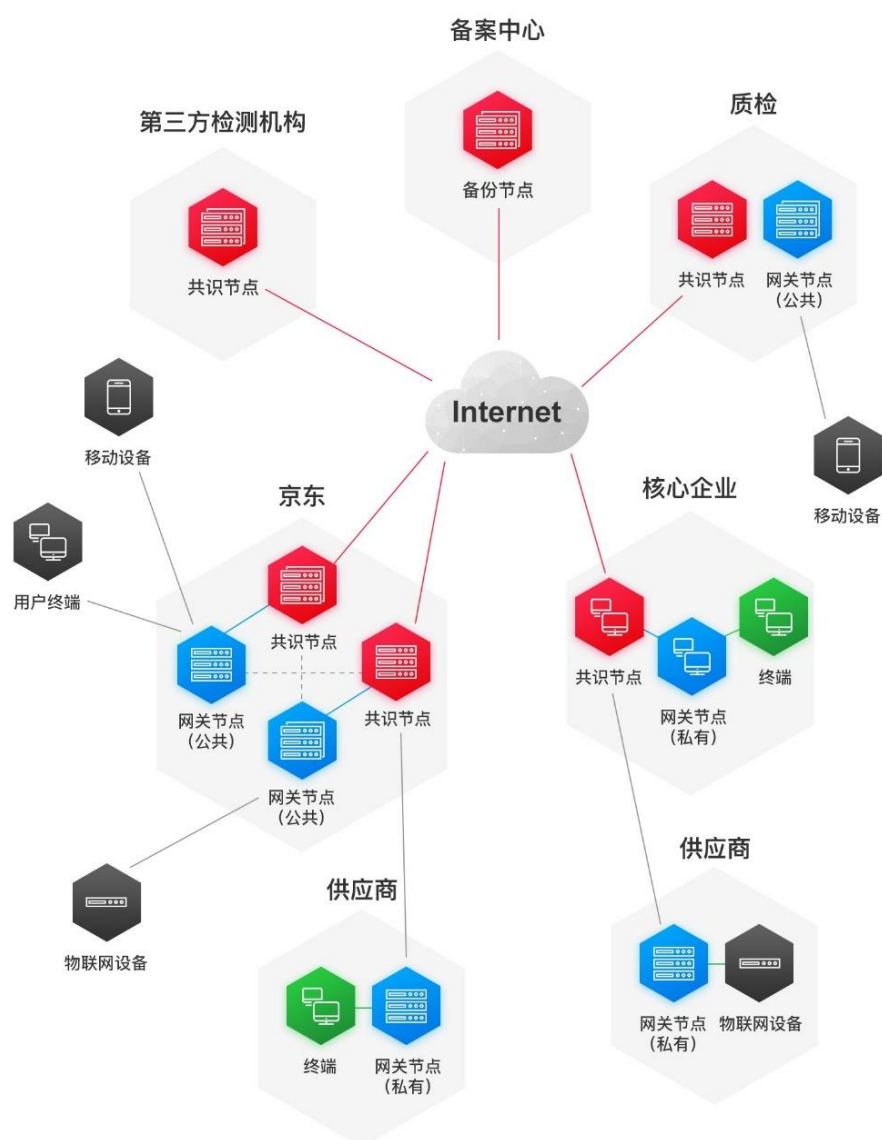 备案中心
备份节点
第三方检测机构
共识节点
质检
共识节点
网关节点
(公共)
Internet
移动设备
用户终端
京东
共识节点
网关节点
(公共)
共识节点
网关节点
(公共)
物联网设备
核心企业
共识节点
网关节点
(私有)
终端
移动设备
供应商
终端
网关节点
(私有)
供应商
网关节点
(私有)
物联网设备